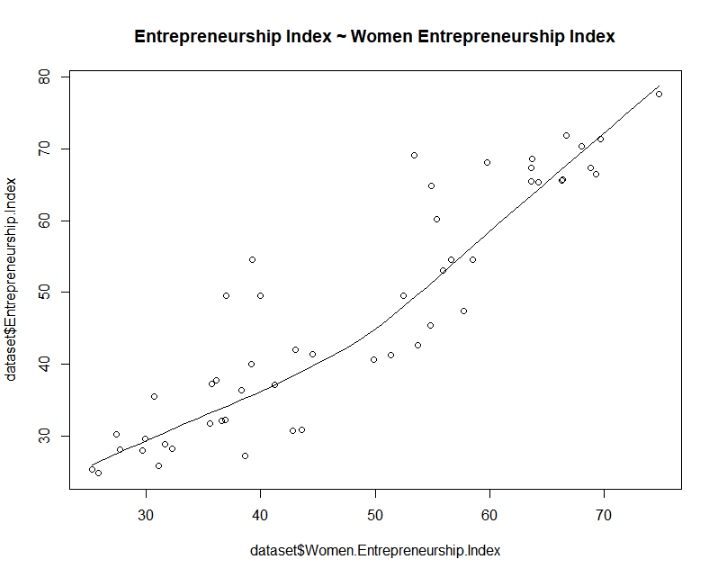 Entrepreneurship Index ~ Women Entrepreneurship Index
80
70
60
50
40
30
dataset$Entrepreneurship.Index
30 40 50 60 70
dataset$Women.Entrepreneurship.Index